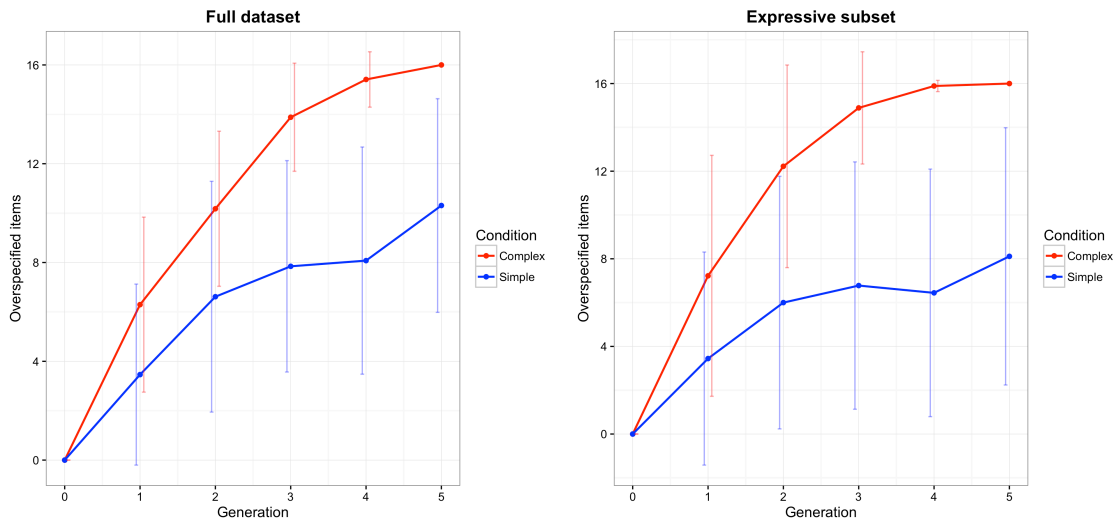 Full dataset
Overspecified items
16
12
8
4
0
0 1 2 3 4 5
Generation
Condition
Complex
Simple
Expressive subset
Overspecified items
16
12
8
4
0
0 1 2 3 4 5
Generation
Condition
Complex
Simple